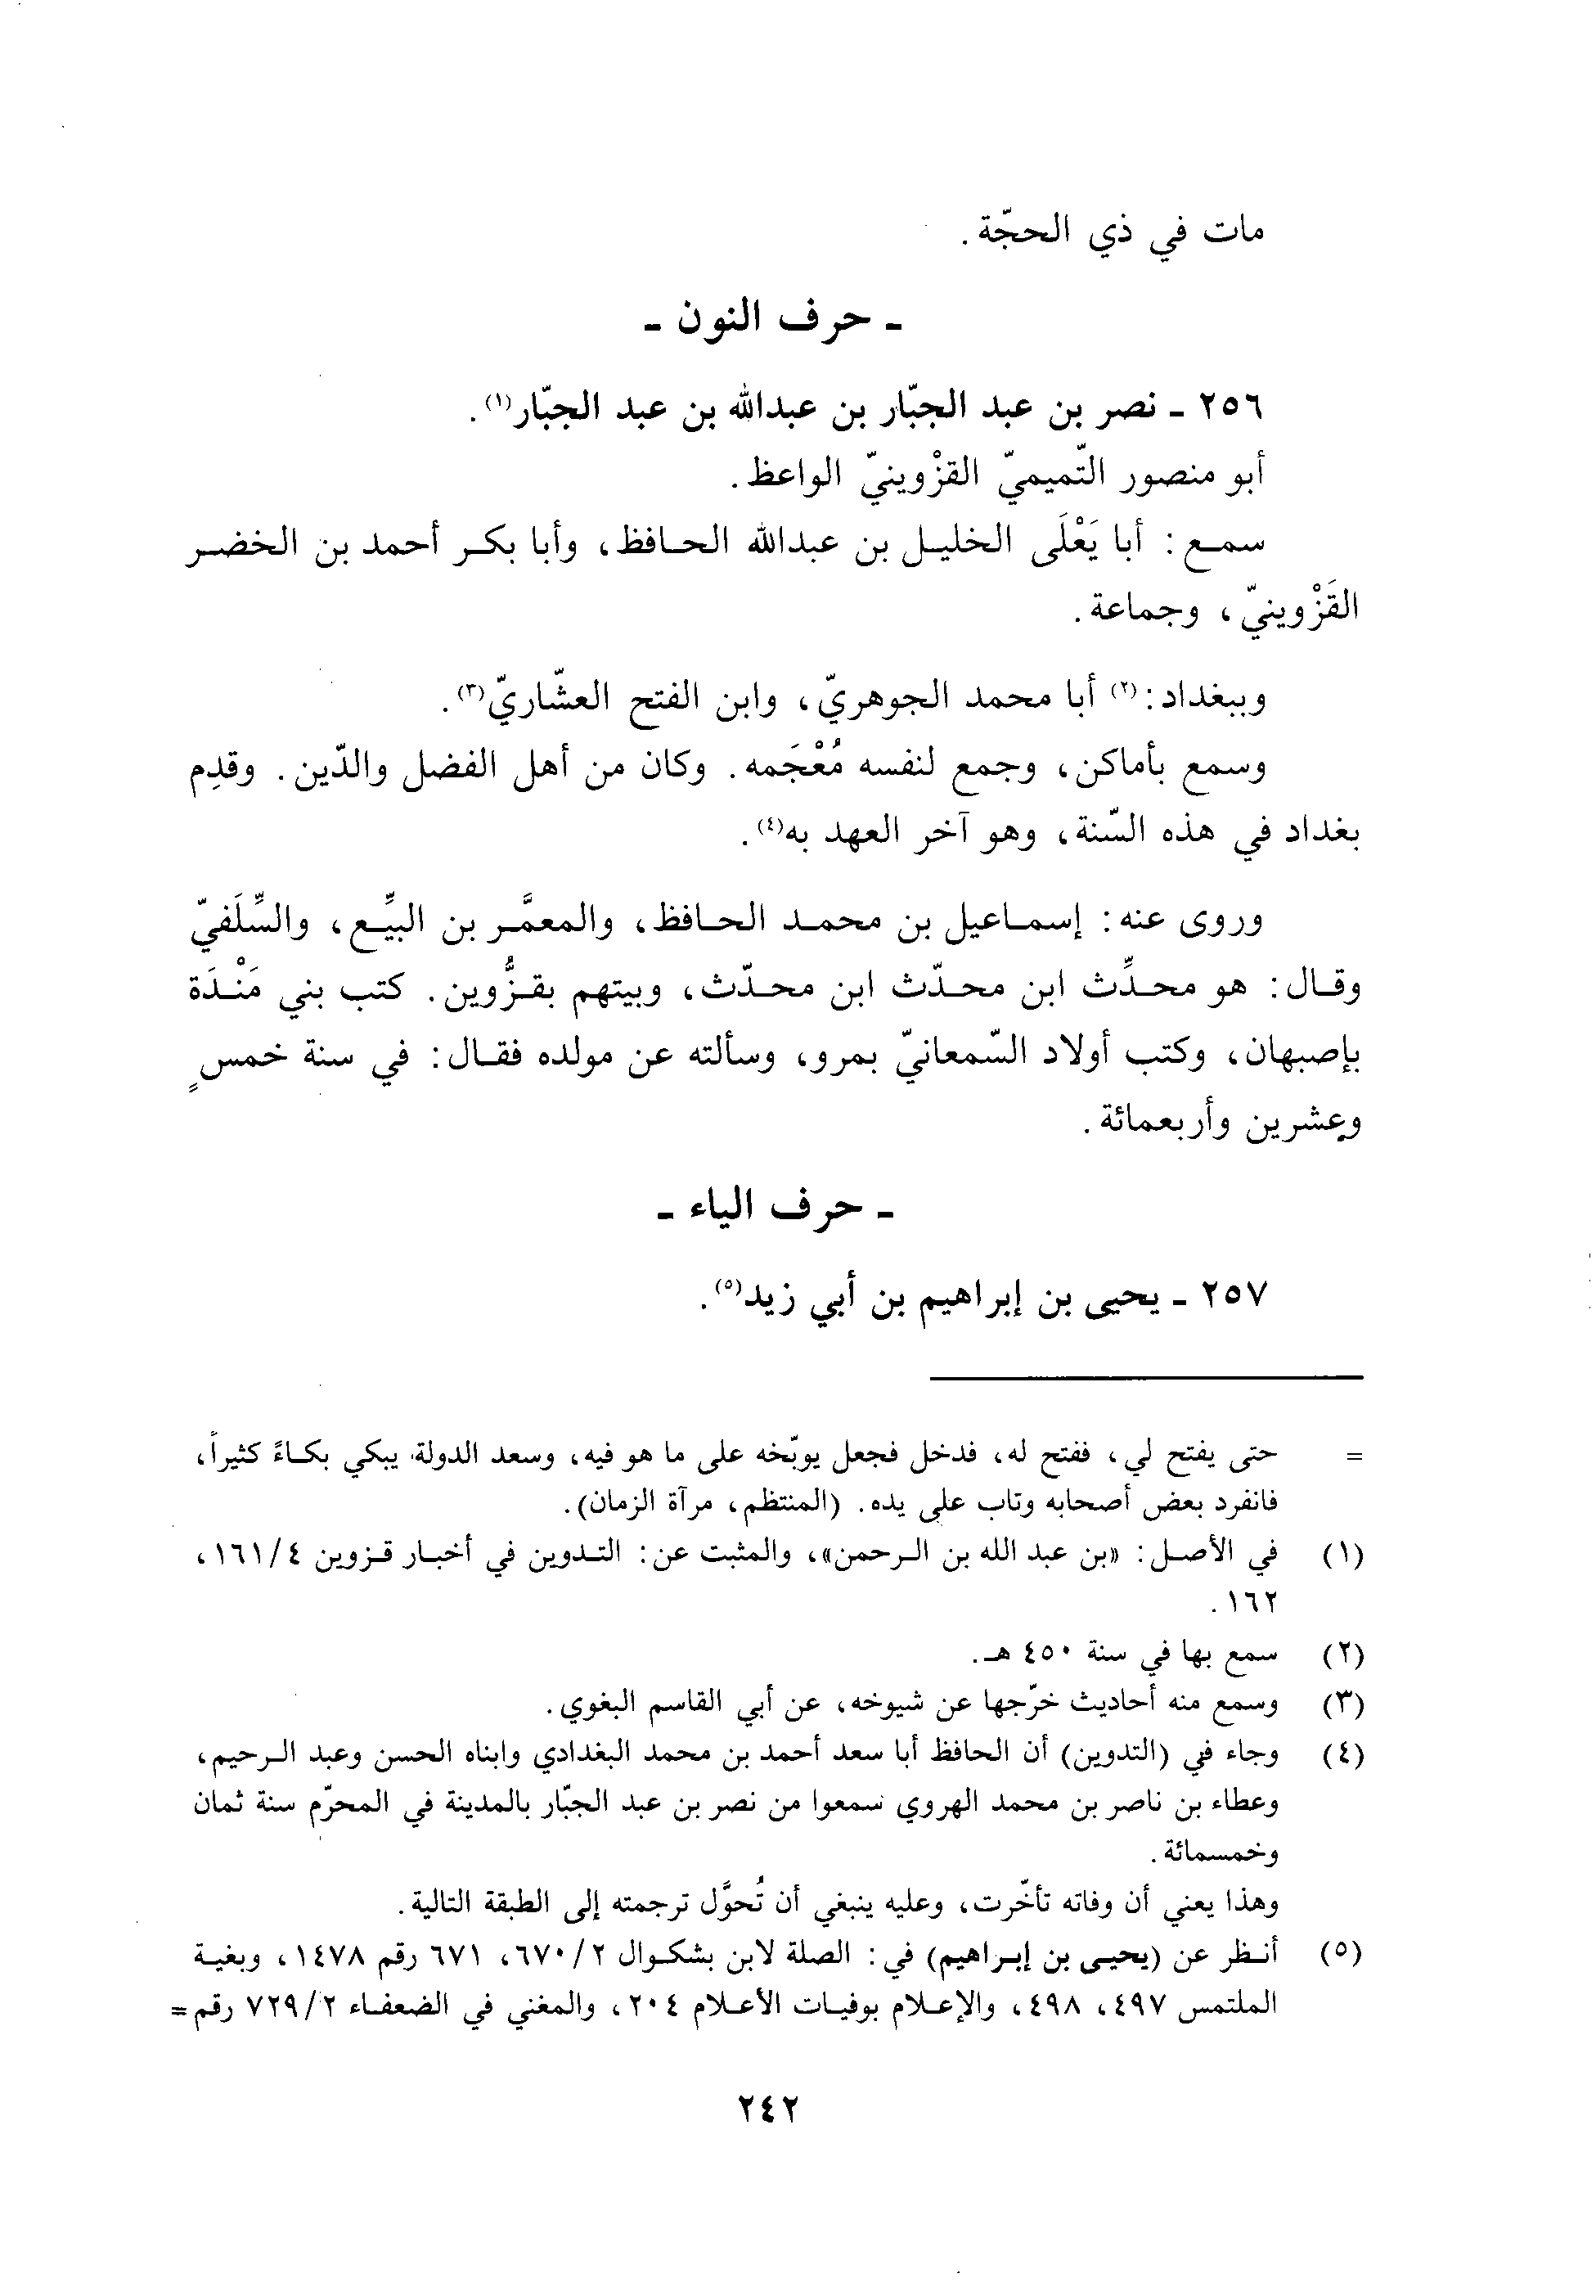 مات في ذي الحجّة.
ـ حرف النون ـ
٢٥٦ ـ نصر بن عبد الجبّار بن عبدالله بن عبد الجبّار(١).
أبو منصور التّميميّ القزْوينيّ الواعظ.
سمع: أبا يَعْلَى الخليل بن عبدالله الحافظ، وأبا بكر أحمد بن الخضر
القَزْوينيّ، وجماعة.
وببغداد:(٢) أبا محمد الجوهريّ، وابن الفتح العشّاريّ(٣).
وسمع بأماكن، وجمع لنفسه مُعْجَمه. وكان من أهل الفضل والدّين. وقدِم
بغداد في هذه السّنة، وهو آخر العهد به(٤).
وروى عنه: إسماعيل بن محمد الحافظ، والمعمَّر بن البيِّع، والسِّلَفيّ
وقال: هو محدِّث ابن محدّث ابن محدّث، وبيتهم بقزُّوين. كتب بني مَنْدَة
بإصبهان، وكتب أولاد السّمعانيّ بمرو، وسألته عن مولده فقال: في سنة خمسٍ
وعشرين وأربعمائة.
ـ حرف الياء ـ
٢٥٧ ـ يحيى بن إبراهيم بن أبي زيد(٥).
= حتى يفتح لي، ففتح له، فدخل فجعل يوبّخه على ما هو فيه، وسعد الدولة يبكي بكاءً كثيراً،
فانفرد بعض أصحابه وتاب على يده. (المنتظم، مرآة الزمان).
(١) في الأصل: «بن عبد الله بن الرحمن»، والمثبت عن: التدوين في أخبار قزوين ١٦١/٤،
١٦٢.
(٢) سمع بها في سنة ٤٥٠ هـ.
(٣) وسمع منه أحاديث خرّجها عن شيوخه، عن أبي القاسم البغوي.
(٤) وجاء في (التدوين) أن الحافظ أبا سعد أحمد بن محمد البغدادي وابناه الحسن وعبد الرحيم،
وعطاء بن ناصر بن محمد الهروي سمعوا من نصر بن عبد الجبّار بالمدينة في المحرّم سنة ثمان
وخمسمائة.
وهذا يعني أن وفاته تأخّرت، وعليه ينبغي أن تُحوَّل ترجمته إلى الطبقة التالية.
(٥) أنظر عن (يحيى بن إبراهيم) في: الصلة لابن بشكوال ٦٧٠/٢، ٦٧١ رقم ١٤٧٨، وبغية
الملتمس ٤٩٧، ٤٩٨، والإعلام بوفيات الأعلام ٢٠٤، والمغني في الضعفاء ٧٢٩/٢ رقم =
٢٤٢